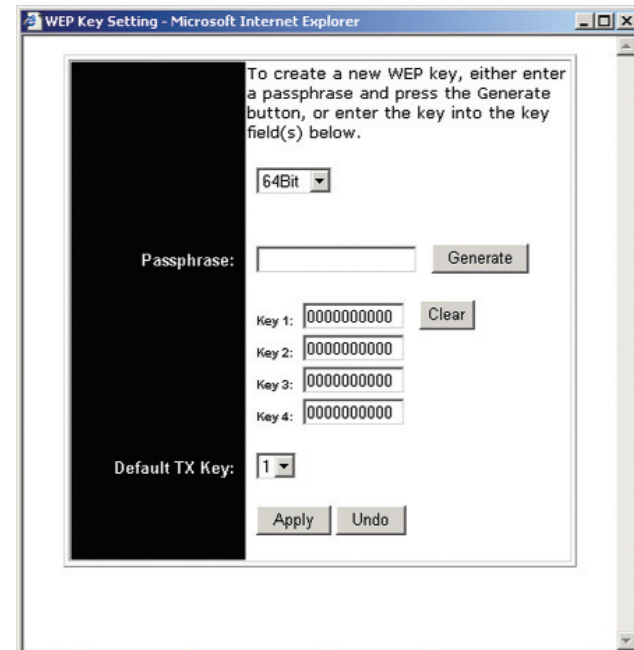 WEP Key Setting - Microsoft Internet Explorer
To create a new WEP key, either enter
a passphrase and press the Generate
button, or enter the key into the key
field(s) below.
64Bit
Passphrase: Generate
Key 1: 0000000000 Clear
Key 2: 0000000000
Key 3: 0000000000
Key 4: 0000000000
Default TX Key: 1
Apply Undo